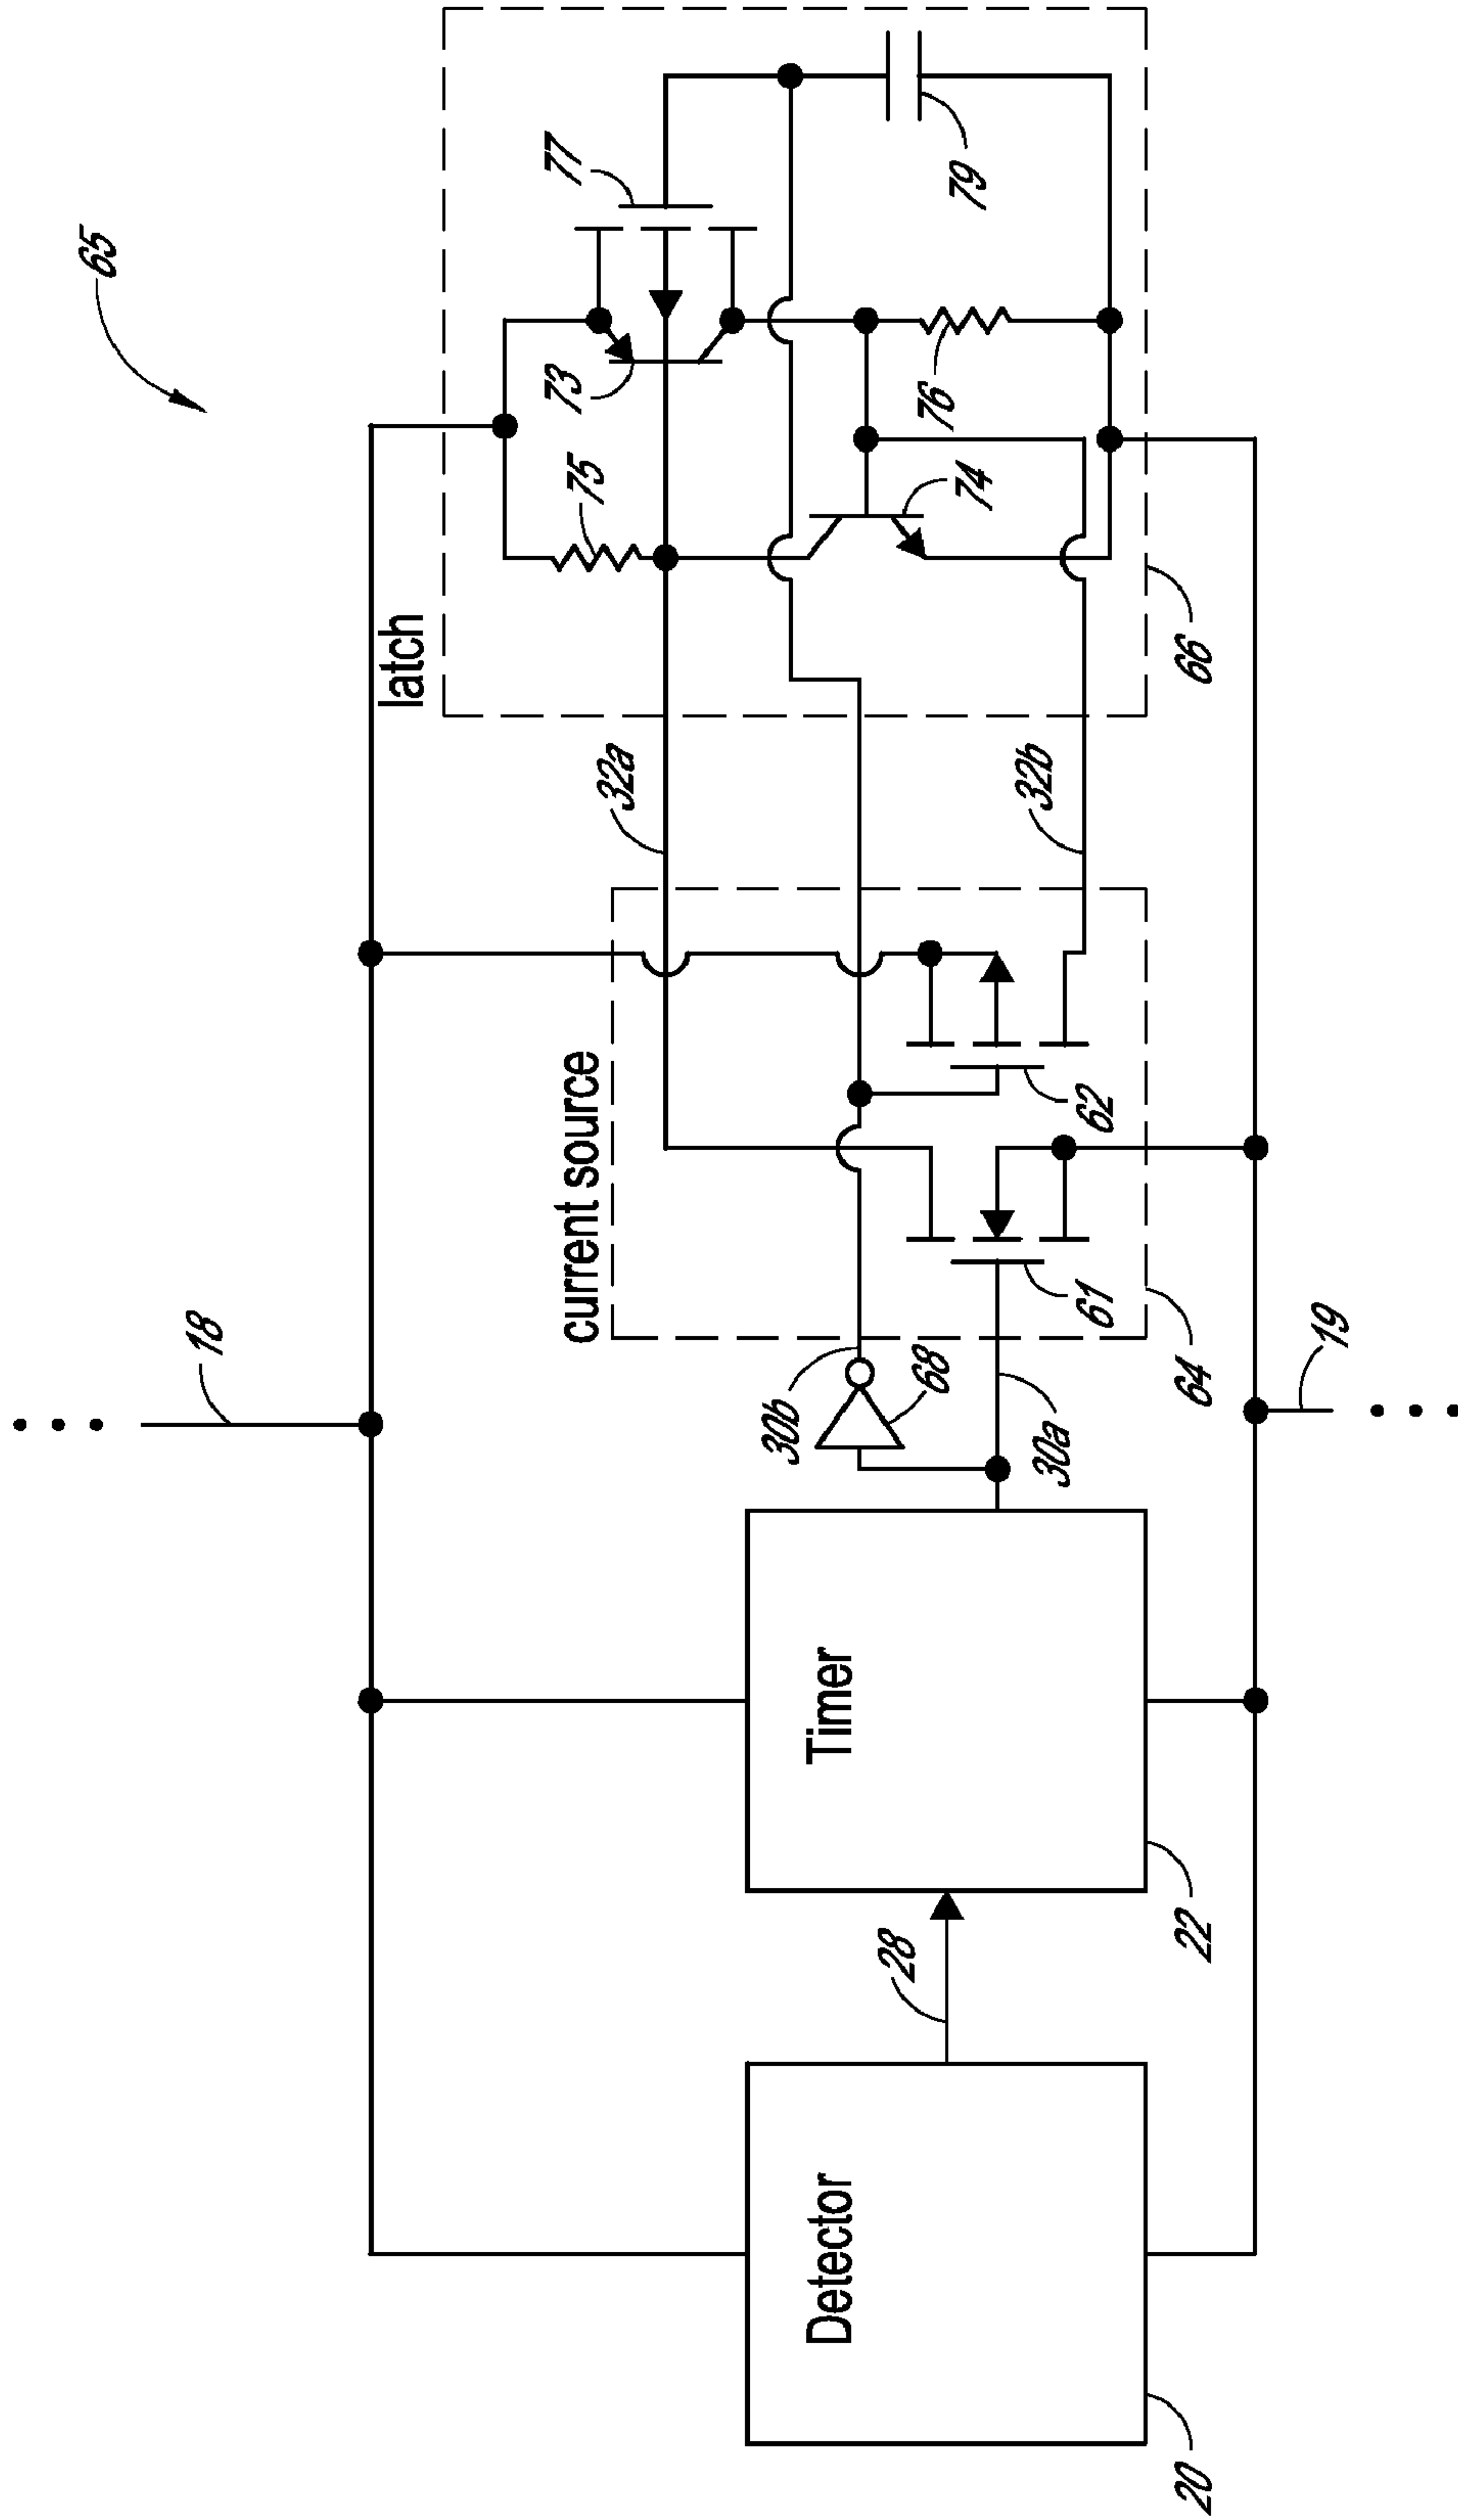 65
18
latch
77
73
75
79
76
74
66
32a
32b
current source
62
61
64
30b
68
30a
19
Timer
22
28
Detector
20